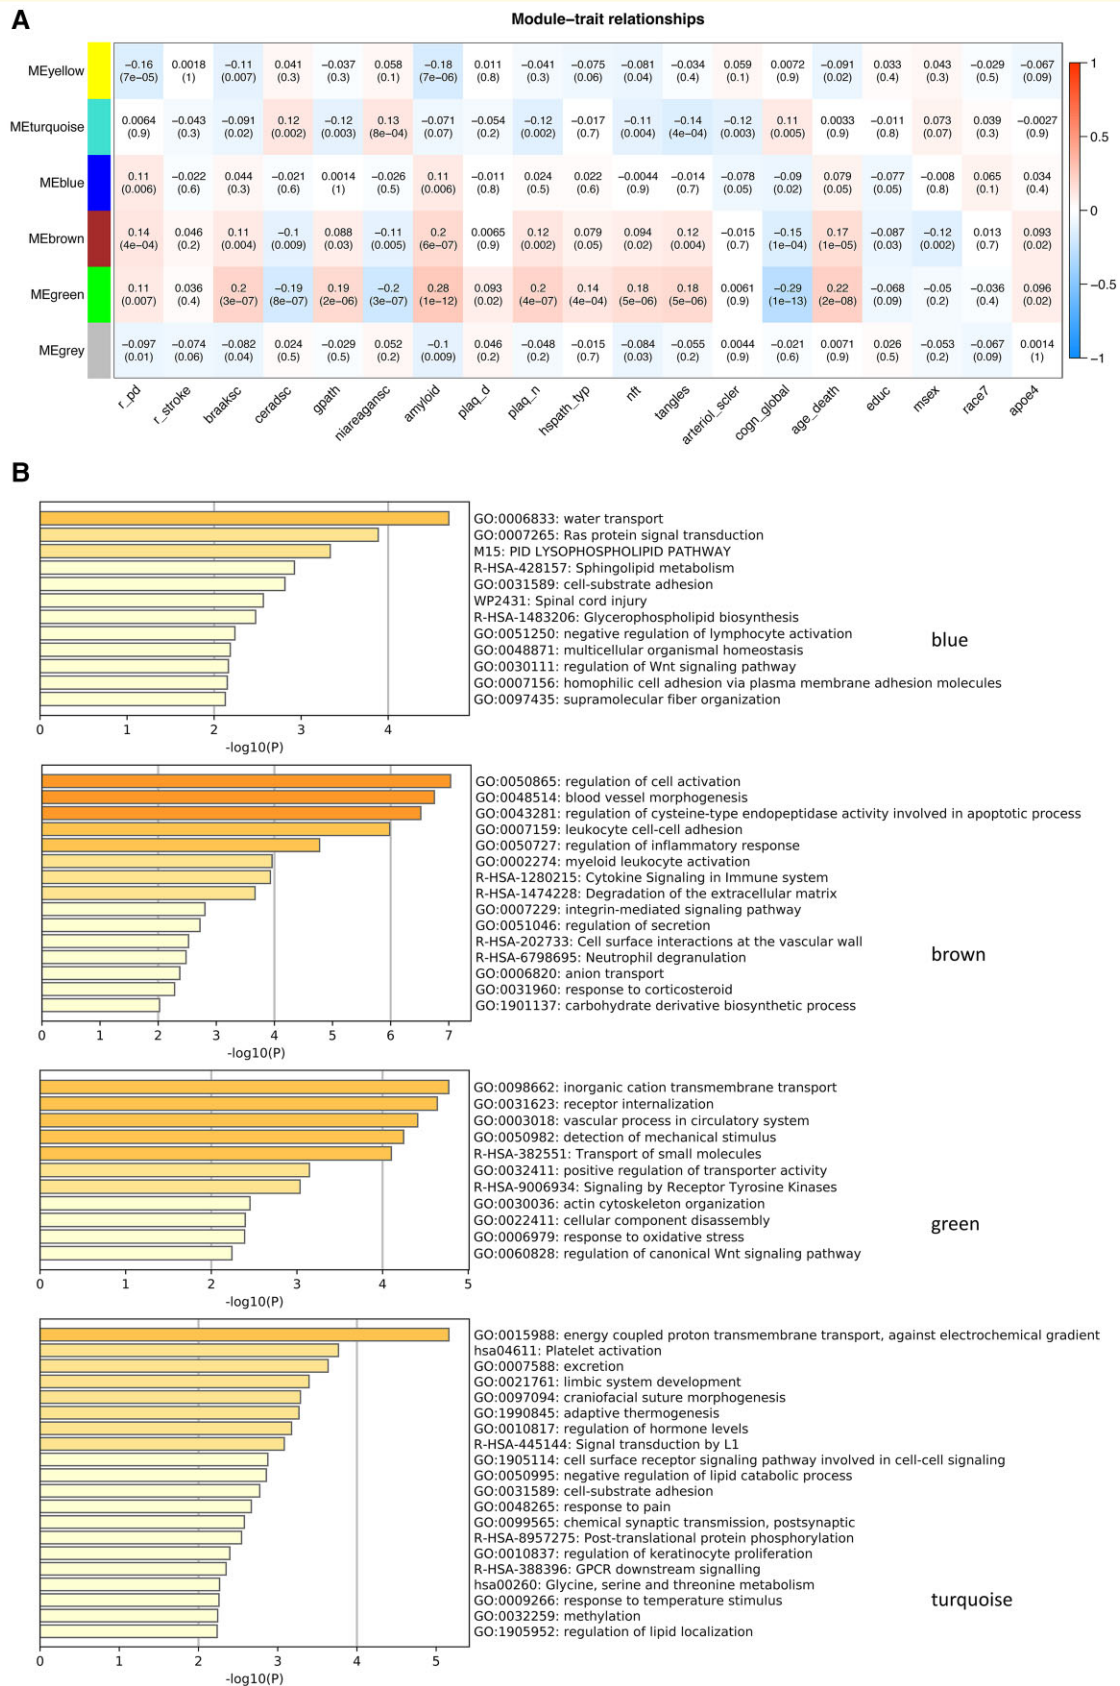 A
Module−trait relationships
MEyellow −0.16 0.0018 −0.11 0.041 −0.037 0.058 −0.18 0.011 −0.041 −0.075 −0.081 −0.034 0.059 0.0072 −0.091 0.033 0.043 −0.029 −0.067
(7e−05) (1) (0.007) (0.3) (0.3) (0.1) (7e−06) (0.8) (0.3) (0.06) (0.04) (0.4) (0.1) (0.9) (0.02) (0.4) (0.3) (0.5) (0.09)
MEturquoise 0.0064 −0.043 −0.091 0.12 −0.12 0.13 −0.071 −0.054 −0.12 −0.017 −0.11 −0.14 −0.12 0.11 0.0033 −0.011 0.073 0.039 −0.0027
(0.9) (0.3) (0.02) (0.002) (0.003) (8e−04) (0.07) (0.2) (0.002) (0.7) (0.004) (4e−04) (0.003) (0.005) (0.9) (0.8) (0.07) (0.3) (0.9)
MEblue 0.11 −0.022 0.044 −0.021 0.0014 −0.026 0.11 −0.011 0.024 0.022 −0.0044 −0.014 −0.078 −0.09 0.079 −0.077 −0.008 0.065 0.034
(0.006) (0.6) (0.3) (0.6) (1) (0.5) (0.006) (0.8) (0.5) (0.6) (0.9) (0.7) (0.05) (0.02) (0.05) (0.05) (0.8) (0.1) (0.4)
MEbrown 0.14 0.046 0.11 −0.1 0.088 −0.11 0.2 0.0065 0.12 0.079 0.094 0.12 −0.015 −0.15 0.17 −0.087 −0.12 0.013 0.093
(4e−04) (0.2) (0.004) (0.009) (0.03) (0.005) (6e−07) (0.9) (0.002) (0.05) (0.02) (0.004) (0.7) (1e−04) (1e−05) (0.03) (0.002) (0.7) (0.02)
MEgreen 0.11 0.036 0.2 −0.19 0.19 −0.2 0.28 0.093 0.2 0.14 0.18 0.18 0.0061 −0.29 0.22 −0.068 −0.05 −0.036 0.096
(0.007) (0.4) (3e−07) (8e−07) (2e−06) (3e−07) (1e−12) (0.02) (4e−07) (4e−04) (5e−06) (5e−06) (0.9) (1e−13) (2e−08) (0.09) (0.2) (0.4) (0.02)
MEgrey −0.097 −0.074 −0.082 0.024 −0.029 0.052 −0.1 0.046 −0.048 −0.015 −0.084 −0.055 0.0044 −0.021 0.0071 0.026 −0.053 −0.067 0.0014
(0.01) (0.06) (0.04) (0.5) (0.5) (0.2) (0.009) (0.2) (0.2) (0.7) (0.03) (0.2) (0.9) (0.6) (0.9) (0.5) (0.2) (0.09) (1)
r_pd r_stroke braaksc ceradsc gpath niareagansc amyloid plaq_d plaq_n hspath_typ nft tangles arteriol_scler cogn_global age_death educ msex race7 apoe4
1
0.5
0
−0.5
−1
B
GO:0006833: water transport
GO:0007265: Ras protein signal transduction
M15: PID LYSOPHOSPHOLIPID PATHWAY
R-HSA-428157: Sphingolipid metabolism
GO:0031589: cell-substrate adhesion
WP2431: Spinal cord injury
R-HSA-1483206: Glycerophospholipid biosynthesis
GO:0051250: negative regulation of lymphocyte activation
GO:0048871: multicellular organismal homeostasis
GO:0030111: regulation of Wnt signaling pathway
GO:0007156: homophilic cell adhesion via plasma membrane adhesion molecules
GO:0097435: supramolecular fiber organization
blue
0 1 2 3 4
-log10(P)
GO:0050865: regulation of cell activation
GO:0048514: blood vessel morphogenesis
GO:0043281: regulation of cysteine-type endopeptidase activity involved in apoptotic process
GO:0007159: leukocyte cell-cell adhesion
GO:0050727: regulation of inflammatory response
GO:0002274: myeloid leukocyte activation
R-HSA-1280215: Cytokine Signaling in Immune system
R-HSA-1474228: Degradation of the extracellular matrix
GO:0007229: integrin-mediated signaling pathway
GO:0051046: regulation of secretion
R-HSA-202733: Cell surface interactions at the vascular wall
R-HSA-6798695: Neutrophil degranulation
GO:0006820: anion transport
GO:0031960: response to corticosteroid
GO:1901137: carbohydrate derivative biosynthetic process
brown
0 1 2 3 4 5 6 7
-log10(P)
GO:0098662: inorganic cation transmembrane transport
GO:0031623: receptor internalization
GO:0003018: vascular process in circulatory system
GO:0050982: detection of mechanical stimulus
R-HSA-382551: Transport of small molecules
GO:0032411: positive regulation of transporter activity
R-HSA-9006934: Signaling by Receptor Tyrosine Kinases
GO:0030036: actin cytoskeleton organization
GO:0022411: cellular component disassembly
GO:0006979: response to oxidative stress
GO:0060828: regulation of canonical Wnt signaling pathway
green
0 1 2 3 4 5
-log10(P)
GO:0015988: energy coupled proton transmembrane transport, against electrochemical gradient
hsa04611: Platelet activation
GO:0007588: excretion
GO:0021761: limbic system development
GO:0097094: craniofacial suture morphogenesis
GO:1990845: adaptive thermogenesis
GO:0010817: regulation of hormone levels
R-HSA-445144: Signal transduction by L1
GO:1905114: cell surface receptor signaling pathway involved in cell-cell signaling
GO:0050995: negative regulation of lipid catabolic process
GO:0031589: cell-substrate adhesion
GO:0048265: response to pain
GO:0099565: chemical synaptic transmission, postsynaptic
R-HSA-8957275: Post-translational protein phosphorylation
GO:0010837: regulation of keratinocyte proliferation
R-HSA-388396: GPCR downstream signalling
hsa00260: Glycine, serine and threonine metabolism
GO:0009266: response to temperature stimulus
GO:0032259: methylation
GO:1905952: regulation of lipid localization
turquoise
0 1 2 3 4 5
-log10(P)